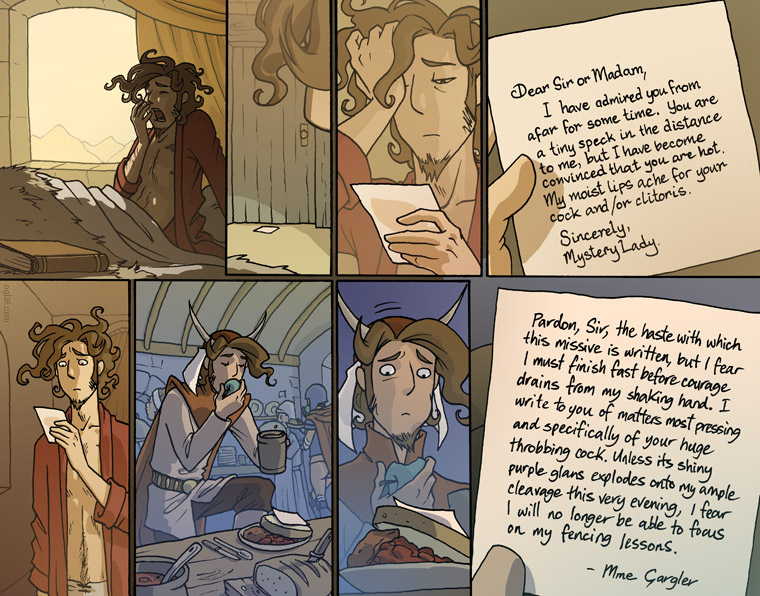 Dear Sir or Madam,
I have admired you from
afar for some time. You are
a tiny speck in the distance
to me, but I have become
convinced that you are hot.
My moist lips ache for your
cock and/or clitoris.
Sincerely,
Mystery Lady.
oglaf.com
Pardon, Sir, the haste with which
this missive is written, but I fear
I must finish fast before courage
drains from my shaking hand. I
write to you of matters most pressing
and specifically of your huge
throbbing cock. Unless its shiny
purple glans explodes onto my ample
cleavage this very evening, I fear
I will no longer be able to focus
on my fencing lessons.
- Mme Gargler